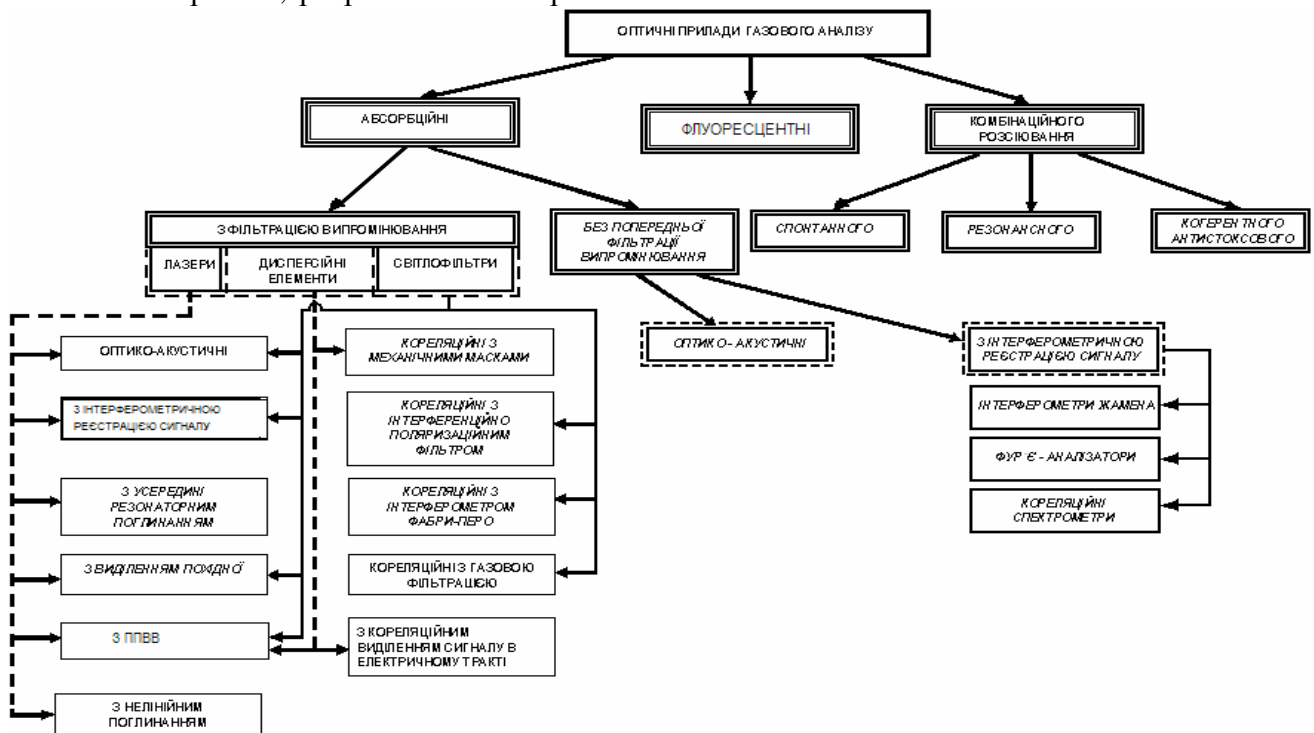 ОПТИЧНІ ПРИЛАДИ ГАЗОВОГО АНАЛІЗУ
АБСОРБЦІЙНІ
ФЛУОРЕСЦЕНТНІ
КОМБІНАЦІЙНОГО
РОЗСІЮВАННЯ
З ФІЛЬТРАЦІЄЮ ВИПРОМІНЮВАННЯ
ЛАЗЕРИ
ДИСПЕРСІЙНІ
ЕЛЕМЕНТИ
СВІТЛОФІЛЬТРИ
БЕЗ ПОПЕРЕДНЬОЇ
ФІЛЬТРАЦІЇ
ВИПРОМІНЮВАННЯ
СПОНТАННОГО
РЕЗОНАНСНОГО
КОГЕРЕНТНОГО
АНТИСТОКСОВОГО
ОПТИКО-АКУСТИЧНІ
З ІНТЕРФЕРОМЕТРИЧНОЮ
РЕЄСТРАЦІЄЮ СИГНАЛУ
З УСЕРЕДИНІ
РЕЗОНАТОРНИМ
ПОГЛИНАННЯМ
З ВИДІЛЕННЯМ ПОХІДНОЇ
З ППВВ
З НЕЛІНІЙНИМ
ПОГЛИНАННЯМ
КОРЕЛЯЦІЙНІ З
МЕХАНІЧНИМИ МАСКАМИ
КОРЕЛЯЦІЙНІ З
ІНТЕРФЕРЕНЦІЙНО
ПОЛЯРИЗАЦІЙНИМ
ФІЛЬТРОМ
КОРЕЛЯЦІЙНІ З
ІНТЕРФЕРОМЕТРОМ
ФАБРИ-ПЕРО
КОРЕЛЯЦІЙНІ З ГАЗОВОЮ
ФІЛЬТРАЦІЄЮ
З КОРЕЛЯЦІЙНИМ
ВИДІЛЕННЯМ СИГНАЛУ В
ЕЛЕКТРИЧНОМУ ТРАКТІ
ОПТИКО - АКУСТИЧНІ
З ІНТЕРФЕРОМЕТРИЧНОЮ
РЕЄСТРАЦІЄЮ СИГНАЛУ
ІНТЕРФЕРОМЕТРИ ЖАМЕНА
ФУР'Є - АНАЛІЗАТОРИ
КОРЕЛЯЦІЙНІ
СПЕКТРОМЕТРИ